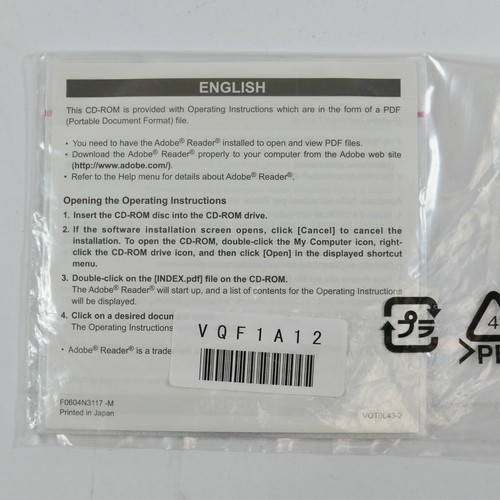 ENGLISH
This CD-ROM is provided with Operating Instructions which are in the form of a PDF
(Portable Document Format) file.
• You need to have the Adobe® Reader® installed to open and view PDF files.
• Download the Adobe® Reader® properly to your computer from the Adobe web site
(http://www.adobe.com/).
• Refer to the Help menu for details about Adobe® Reader®.
Opening the Operating Instructions
1. Insert the CD-ROM disc into the CD-ROM drive.
2. If the software installation screen opens, click [Cancel] to cancel the
installation. To open the CD-ROM, double-click the My Computer icon, right-
click the CD-ROM drive icon, and then click [Open] in the displayed shortcut
menu.
3. Double-click on the [INDEX.pdf] file on the CD-ROM.
The Adobe® Reader® will start up, and a list of contents for the Operating Instructions
will be displayed.
4. Click on a desired
The Operating Instructions
• Adobe® Reader® is a
VQF1A12
F0604N3117 -M
Printed in Japan
プラ
4
>PE